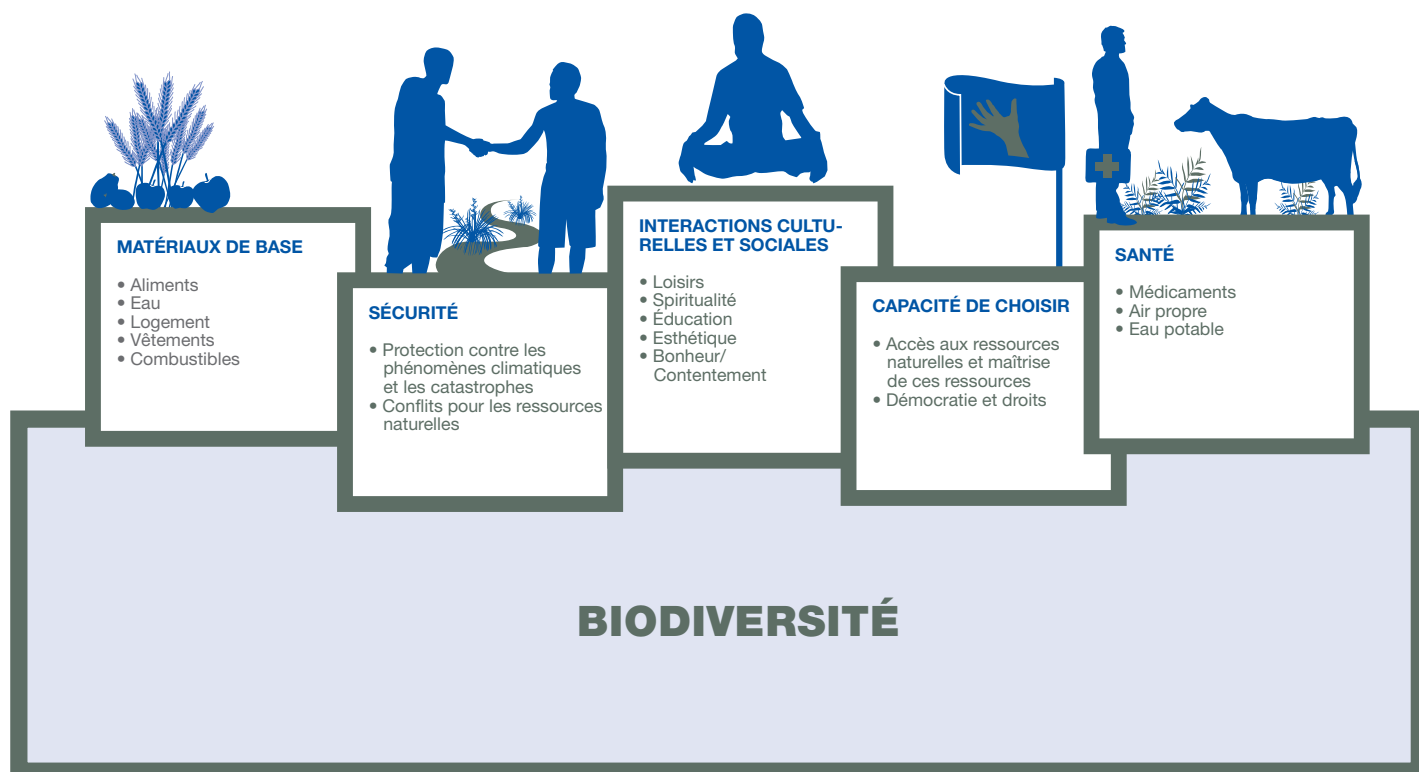 MATÉRIAUX DE BASE
• Aliments
• Eau
• Logement
• Vêtements
• Combustibles
SÉCURITÉ
• Protection contre les
phénomènes climatiques
et les catastrophes
• Conflits pour les ressources
naturelles
INTERACTIONS CULTU-
RELLES ET SOCIALES
• Loisirs
• Spiritualité
• Éducation
• Esthétique
• Bonheur/
Contentement
CAPACITÉ DE CHOISIR
• Accès aux ressources
naturelles et maîtrise
de ces ressources
• Démocratie et droits
SANTÉ
• Médicaments
• Air propre
• Eau potable
BIODIVERSITÉ